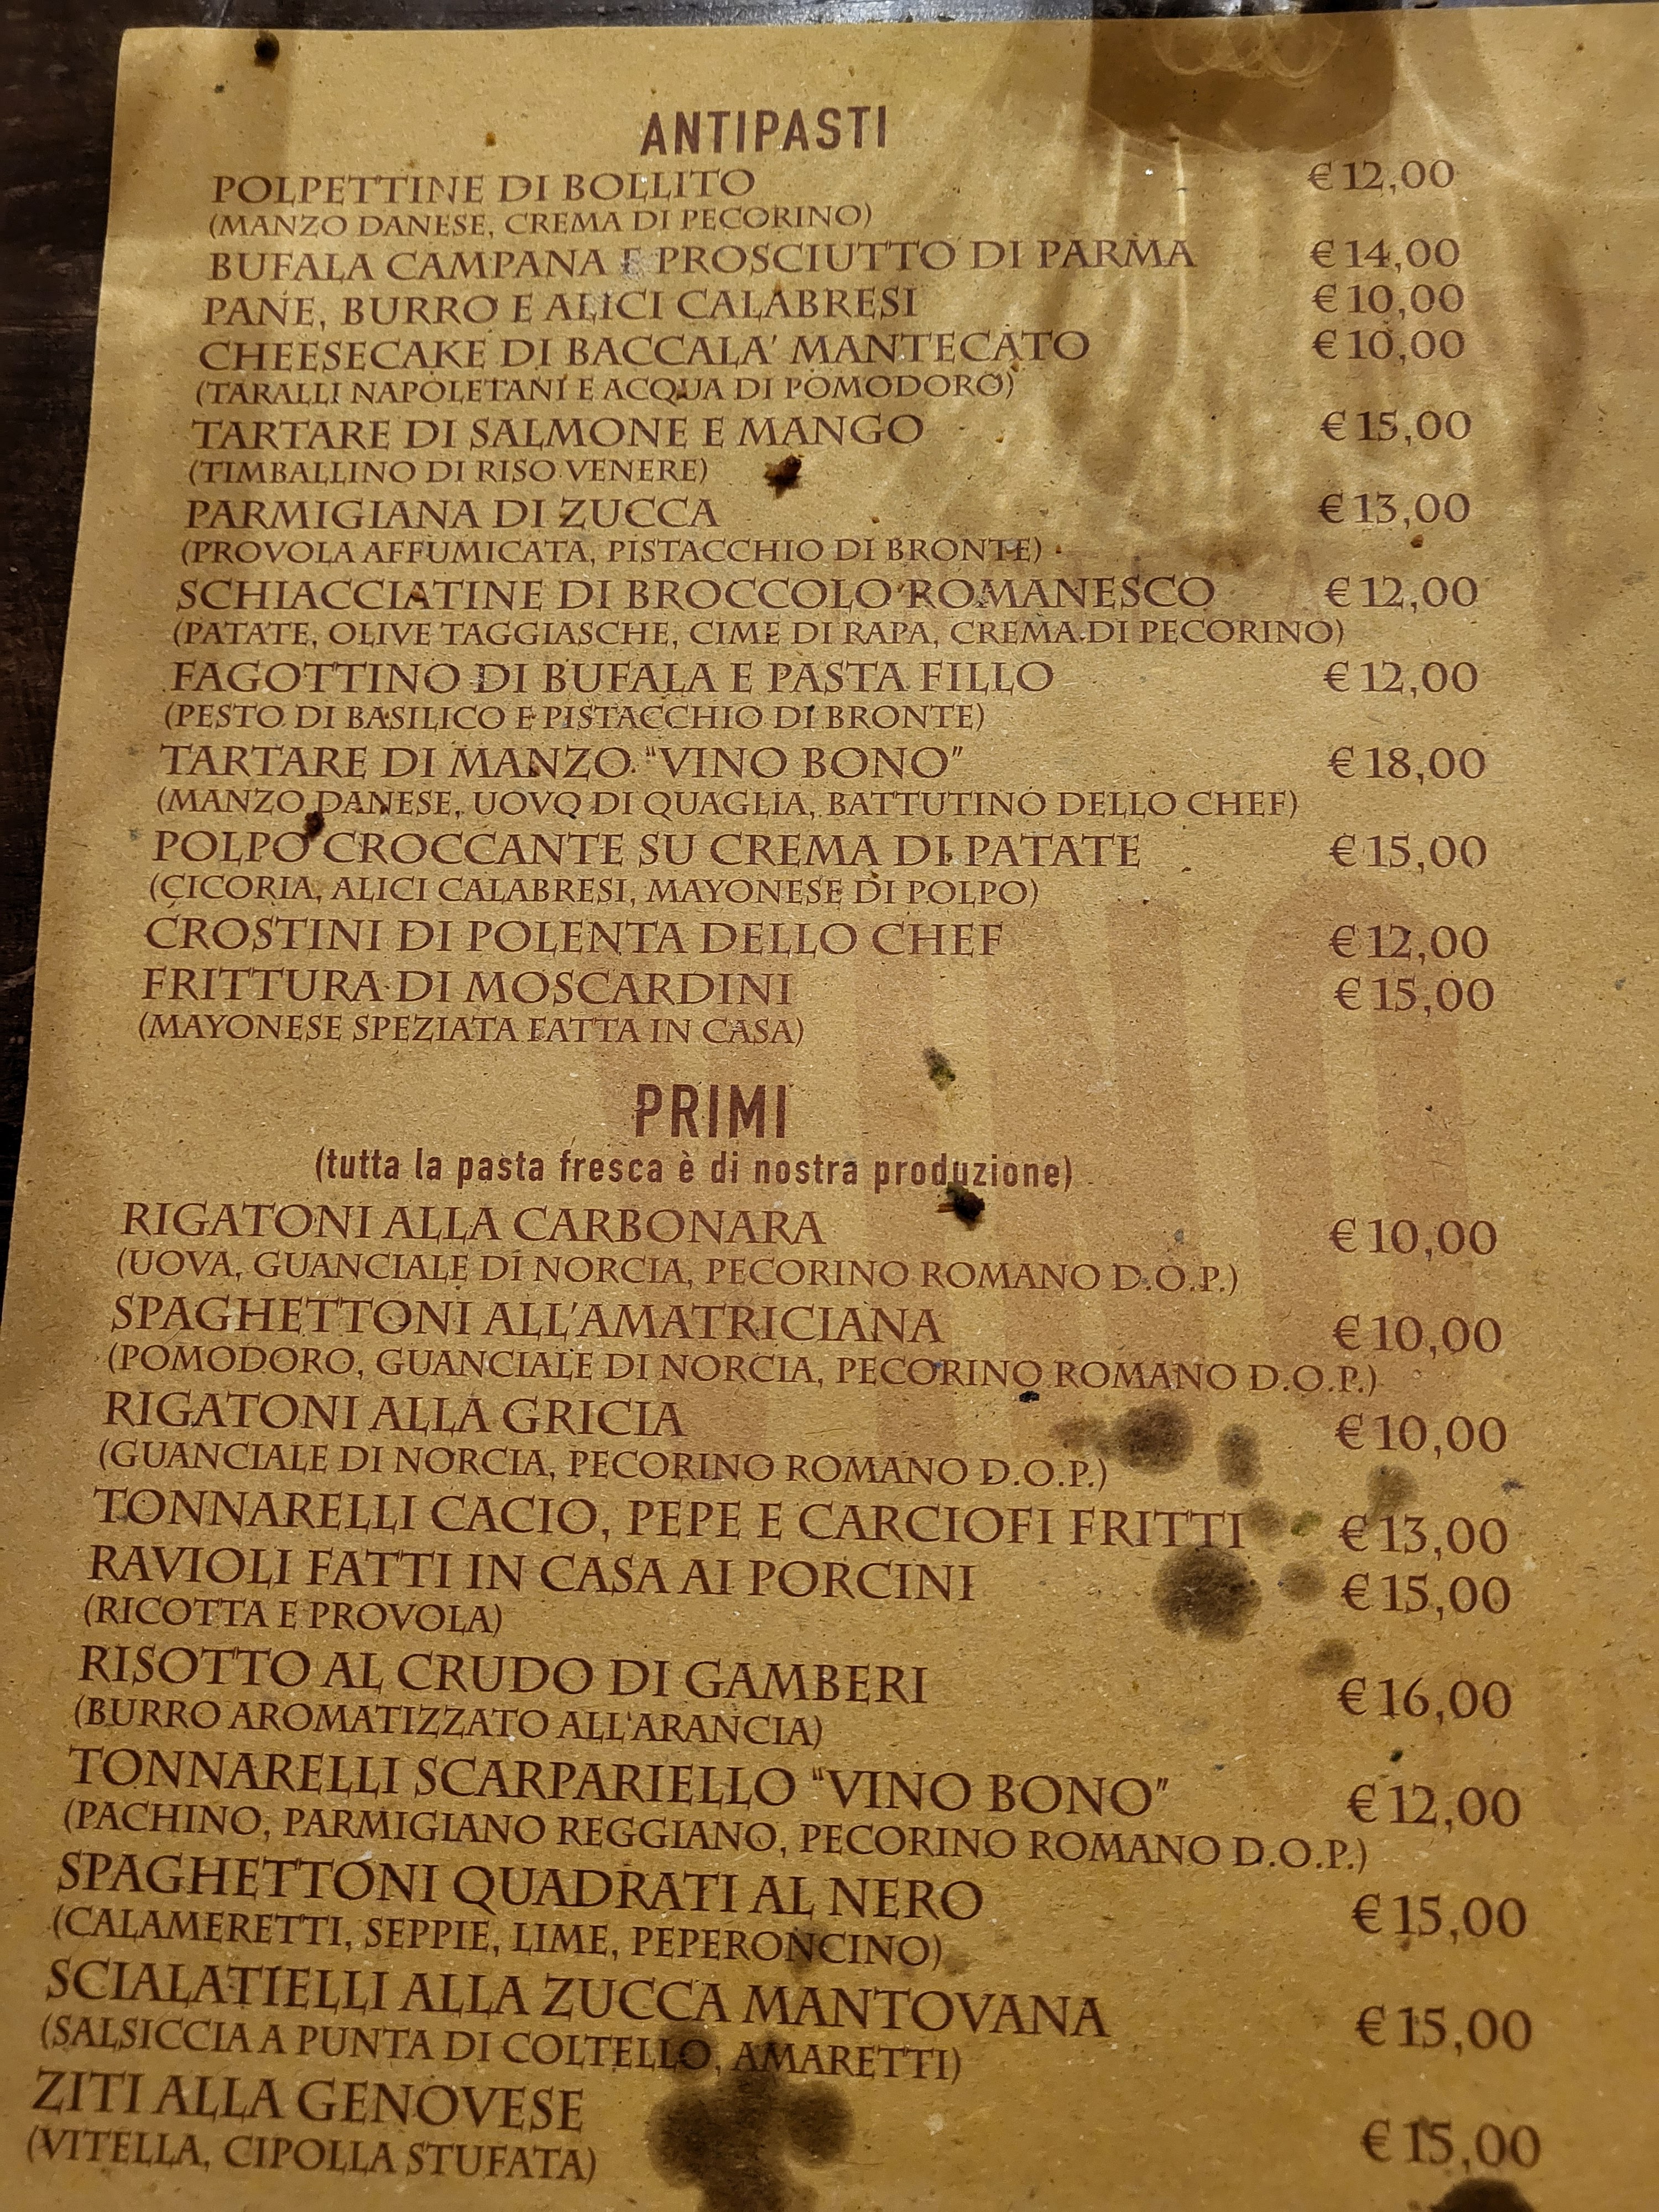 ANTIPASTI
POLPETTINE DI BOLLITO € 12,00
(MANZO DANESE, CREMA DI PECORINO)
BUFALA CAMPANA E PROSCIUTTO DI PARMA € 14,00
PANE, BURRO E ALICI CALABRESI € 10,00
CHEESECAKE DI BACCALA' MANTECATO € 10,00
(TARALLI NAPOLETANI E ACQUA DI POMODORO)
TARTARE DI SALMONE E MANGO € 15,00
(TIMBALLINO DI RISO VENERE)
PARMIGIANA DI ZUCCA € 13,00
(PROVOLA AFFUMICATA, PISTACCHIO DI BRONTE)
SCHIACCIATINE DI BROCCOLO ROMANESCO € 12,00
(PATATE, OLIVE TAGGIASCHE, CIME DI RAPA, CREMA DI PECORINO)
FAGOTTINO DI BUFALA E PASTA FILLO € 12,00
(PESTO DI BASILICO E PISTACCHIO DI BRONTE)
TARTARE DI MANZO "VINO BONO" € 18,00
(MANZO DANESE, UOVO DI QUAGLIA, BATTUTINO DELLO CHEF)
POLPO CROCCANTE SU CREMA DI PATATE € 15,00
(CICORIA, ALICI CALABRESI, MAYONESE DI POLPO)
CROSTINI DI POLENTA DELLO CHEF € 12,00
FRITTURA DI MOSCARDINI € 15,00
(MAYONESE SPEZIATA FATTA IN CASA)
PRIMI
(tutta la pasta fresca è di nostra produzione)
RIGATONI ALLA CARBONARA € 10,00
(UOVA, GUANCIALE DI NORCIA, PECORINO ROMANO D.O.P.)
SPAGHETTONI ALL'AMATRICIANA € 10,00
(POMODORO, GUANCIALE DI NORCIA, PECORINO ROMANO D.O.P.)
RIGATONI ALLA GRICIA € 10,00
(GUANCIALE DI NORCIA, PECORINO ROMANO D.O.P.)
TONNARELLI CACIO, PEPE E CARCIOFI FRITTI € 13,00
RAVIOLI FATTI IN CASA AI PORCINI € 15,00
(RICOTTA E PROVOLA)
RISOTTO AL CRUDO DI GAMBERI € 16,00
(BURRO AROMATIZZATO ALL'ARANCIA)
TONNARELLI SCARPARIELLO "VINO BONO" € 12,00
(PACHINO, PARMIGIANO REGGIANO, PECORINO ROMANO D.O.P.)
SPAGHETTONI QUADRATI AL NERO € 15,00
(CALAMERETTI, SEPPIE, LIME, PEPERONCINO)
SCIALATIELLI ALLA ZUCCA MANTOVANA € 15,00
(SALSICCIA A PUNTA DI COLTELLO, AMARETTI)
ZITI ALLA GENOVESE € 15,00
(VITELLA, CIPOLLA STUFATA)